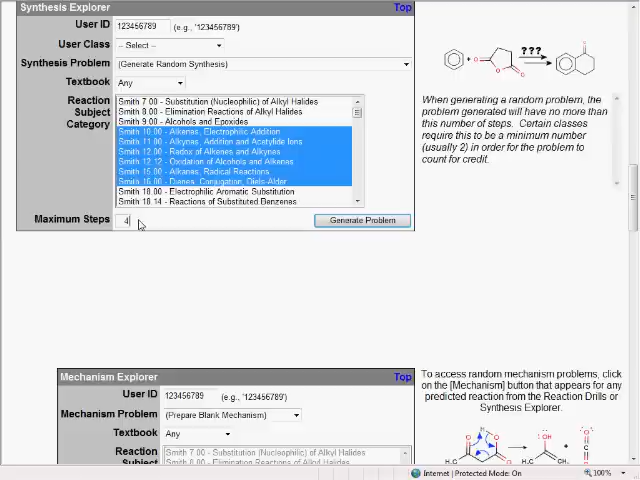 Synthesis Explorer
Top
User ID
123456789
(e.g., '123456789')
User Class
-- Select --
Synthesis Problem
(Generate Random Synthesis)
Textbook
Any
Reaction
Subject
Category
Smith 7.00 - Substitution (Nucleophilic) of Alkyl Halides
Smith 8.00 - Elimination Reactions of Alkyl Halides
Smith 9.00 - Alcohols and Epoxides
Smith 10.00 - Alkenes, Electrophilic Addition
Smith 11.00 - Alkynes, Addition and Acetylide Ions
Smith 12.00 - Redox of Alkenes and Alkynes
Smith 12.12 - Oxidation of Alcohols and Alkenes
Smith 15.00 - Alkanes, Radical Reactions
Smith 16.00 - Dienes, Conjugation, Diels-Alder
Smith 18.00 - Electrophilic Aromatic Substitution
Smith 18.14 - Reactions of Substituted Benzenes
Maximum Steps
4
Generate Problem
+
???
When generating a random problem, the
problem generated will have no more than
this number of steps. Certain classes
require this to be a minimum number
(usually 2) in order for the problem to
count for credit.
Mechanism Explorer
Top
User ID
123456789
(e.g., '123456789')
Mechanism Problem
(Prepare Blank Mechanism)
Textbook
Any
Reaction
Subject
Smith 7.00 - Substitution (Nucleophilic) of Alkyl Halides
Smith 8.00 - Elimination Reactions of Alkyl Halides
To access random mechanism problems, click
on the [Mechanism] button that appears for any
predicted reaction from the Reaction Drills or
Synthesis Explorer.
Internet | Protected Mode: On
100%